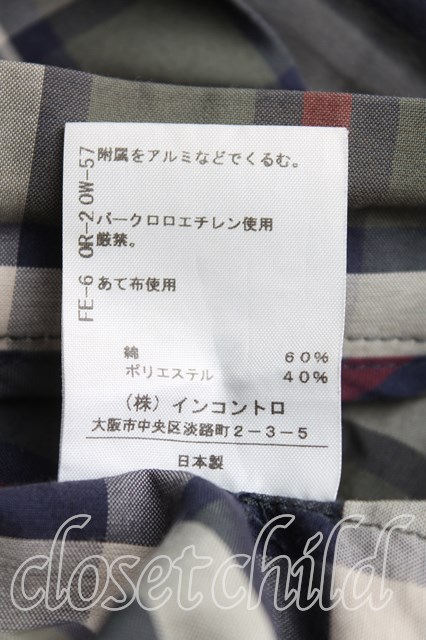 附属をアルミなどでくるむ。
パークロロエチレン使用
厳禁。
あて布使用
FE-6 OR-2 OW-57
綿 60%
ポリエステル 40%
(株)インコントロ
大阪市中央区淡路町2-3-5
日本製
closet child